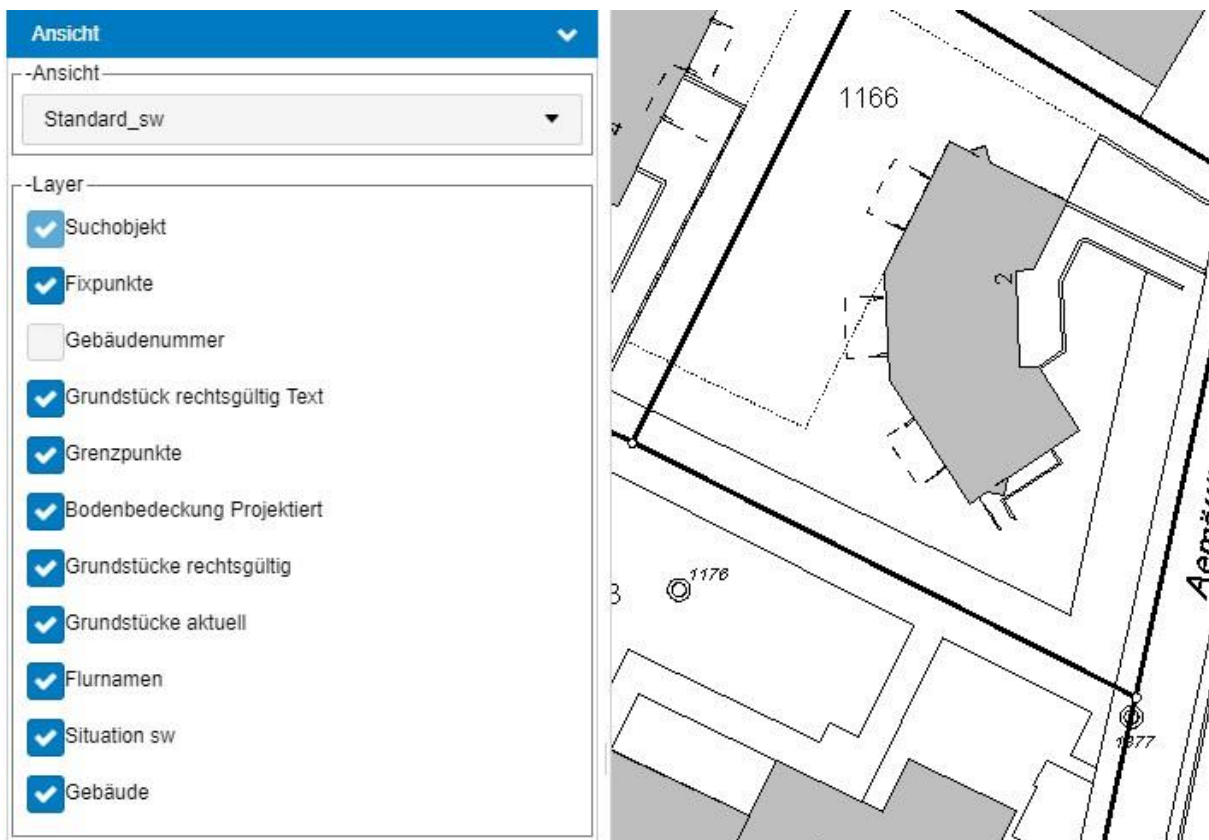 Ansicht
-Ansicht
Standard_sw
-Layer
Suchobjekt
Fixpunkte
Gebäudenummer
Grundstück rechtsgültig Text
Grenzpunkte
Bodenbedeckung Projektiert
Grundstücke rechtsgültig
Grundstücke aktuell
Flurnamen
Situation sw
Gebäude
1166
4
2
1176